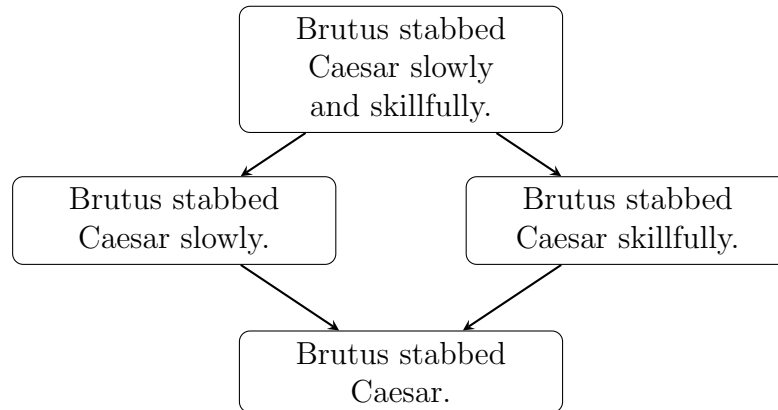 Brutus stabbed
Caesar slowly
and skillfully.
Brutus stabbed
Caesar slowly.
Brutus stabbed
Caesar skillfully.
Brutus stabbed
Caesar.